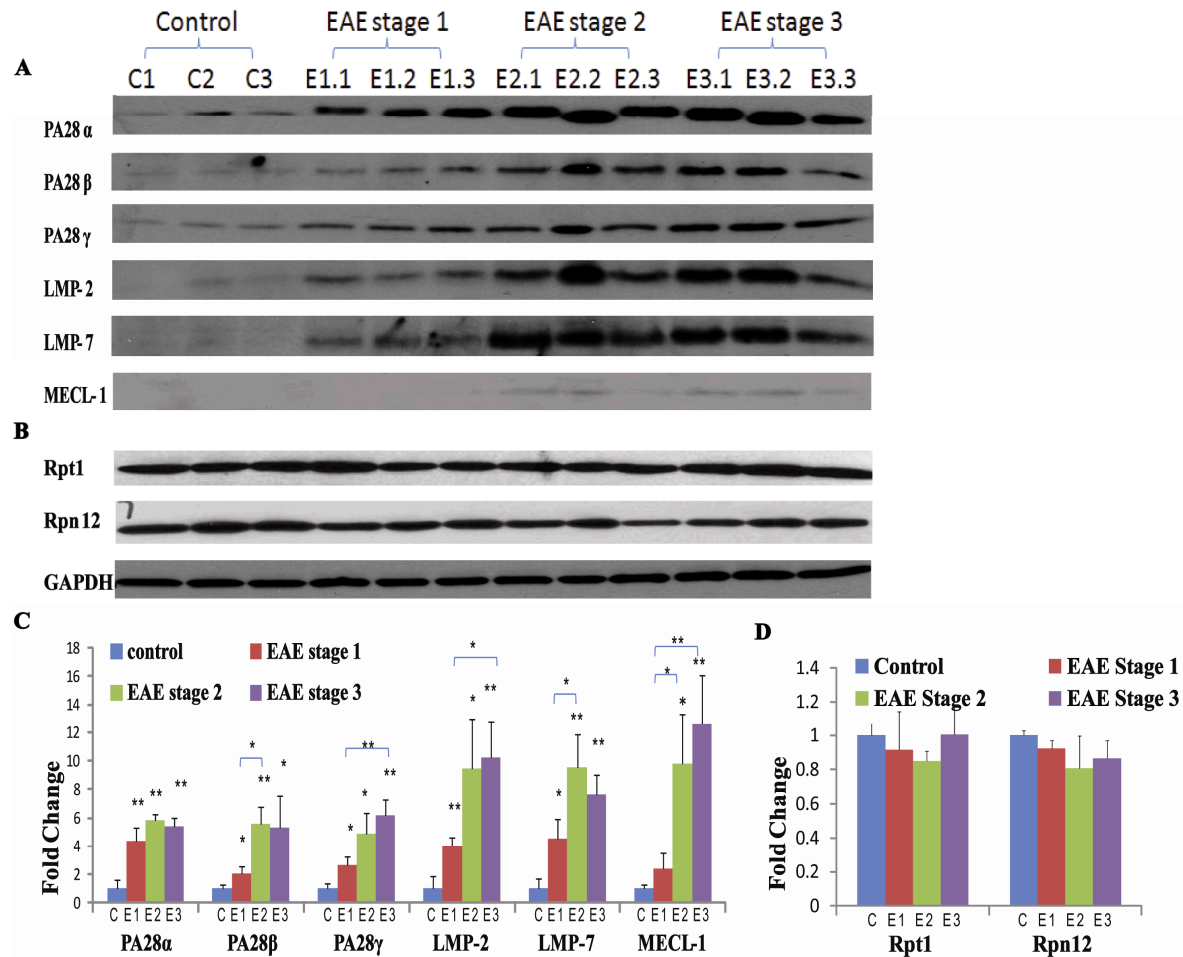 Control EAE stage 1 EAE stage 2 EAE stage 3
A
C1 C2 C3 E1.1 E1.2 E1.3 E2.1 E2.2 E2.3 E3.1 E3.2 E3.3
PA28 α
PA28 β
PA28 γ
LMP-2
LMP-7
MECL-1
B
Rpt1
Rpn12
GAPDH
C
Fold Change
18
16
14
12
10
8
6
4
2
0
control EAE stage 1
EAE stage 2 EAE stage 3
** ** **
* ** * *
* * ** **
** * ** *
* ** ** *
* ** * **
C E1 E2 E3 C E1 E2 E3 C E1 E2 E3 C E1 E2 E3 C E1 E2 E3 C E1 E2 E3
PA28α PA28β PA28γ LMP-2 LMP-7 MECL-1
D
Fold Change
1.4
1.2
1
0.8
0.6
0.4
0.2
0
Control EAE Stage 1
EAE Stage 2 EAE Stage 3
C E1 E2 E3 C E1 E2 E3
Rpt1 Rpn12